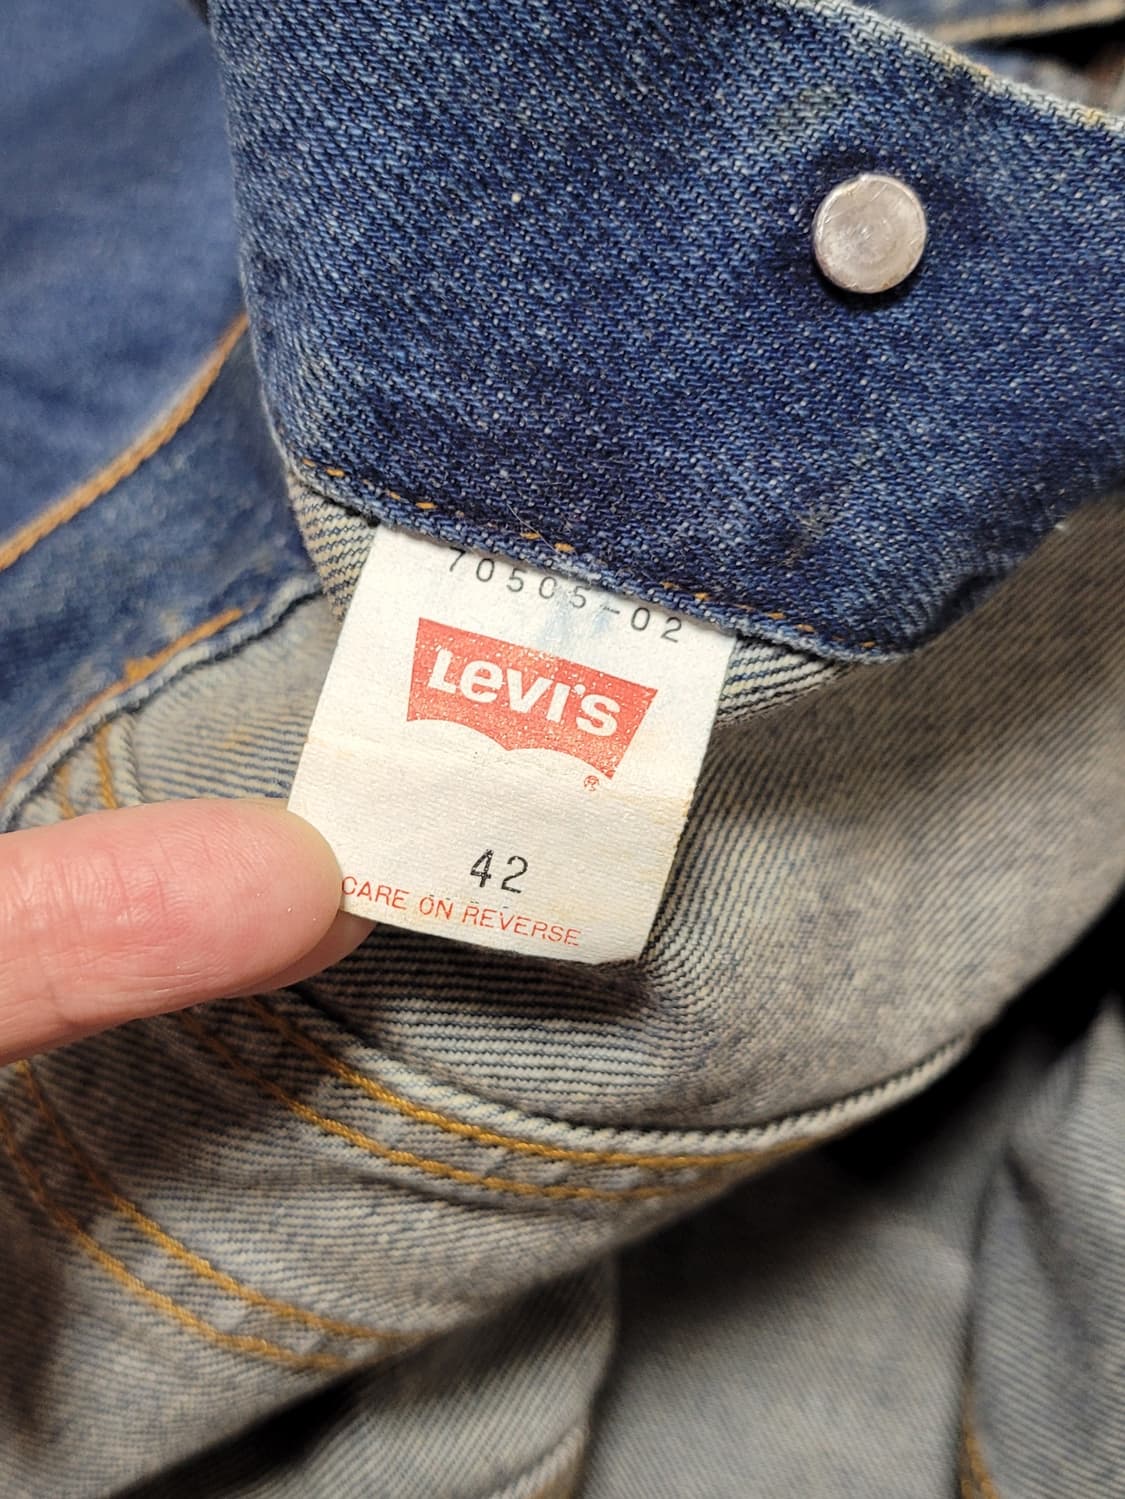 70505-02
LEVI'S
®
42
CARE ON REVERSE